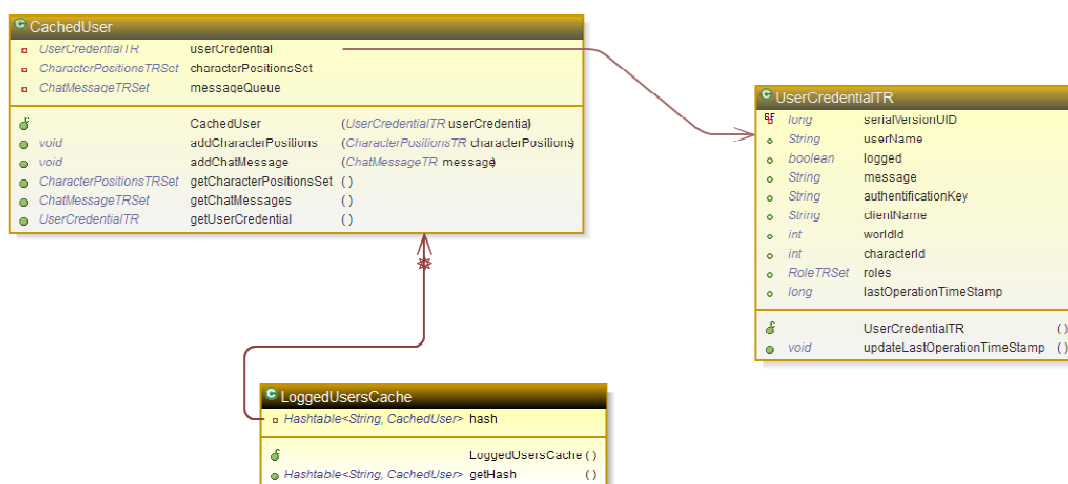 CachedUser
UserCredentialTR userCredential
CharacterPositionsTRSet characterPositionsSet
ChatMessageTRSet messageQueue
CachedUser (UserCredentialTR userCredential)
void addCharacterPositions (CharacterPositionsTR characterPositions)
void addChatMessage (ChatMessageTR message)
CharacterPositionsTRSet getCharacterPositionsSet ()
ChatMessageTRSet getChatMessages ()
UserCredentialTR getUserCredential ()
UserCredentialTR
long serialVersionUID
String userName
boolean logged
String message
String authentificationKey
String clientName
int worldId
int characterId
RoleTRSet roles
long lastOperationTimeStamp
UserCredentialTR ()
void updateLastOperationTimeStamp ()
LoggedUsersCache
Hashtable<String, CachedUser> hash
LoggedUsersCache ()
Hashtable<String, CachedUser> getHash ()